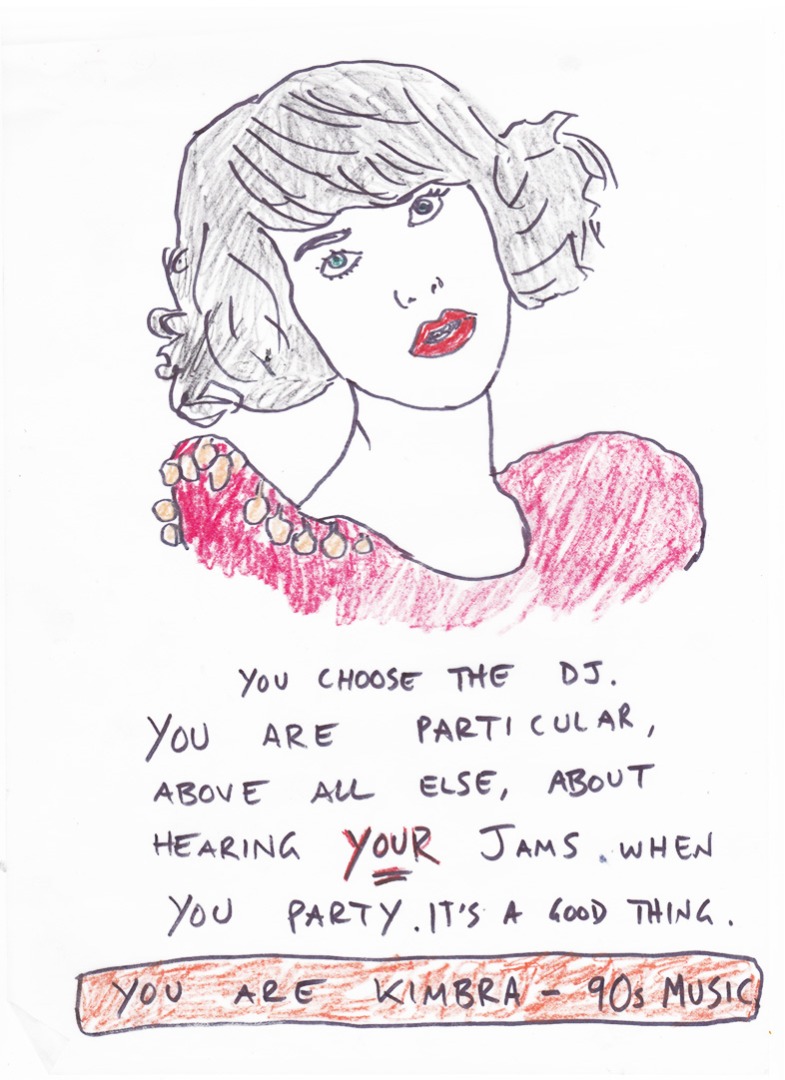 YOU CHOOSE THE DJ.
YOU ARE PARTICULAR,
ABOVE ALL ELSE, ABOUT
HEARING YOUR JAMS WHEN
YOU PARTY. IT'S A GOOD THING.
YOU ARE KIMBRA - 90s MUSIC